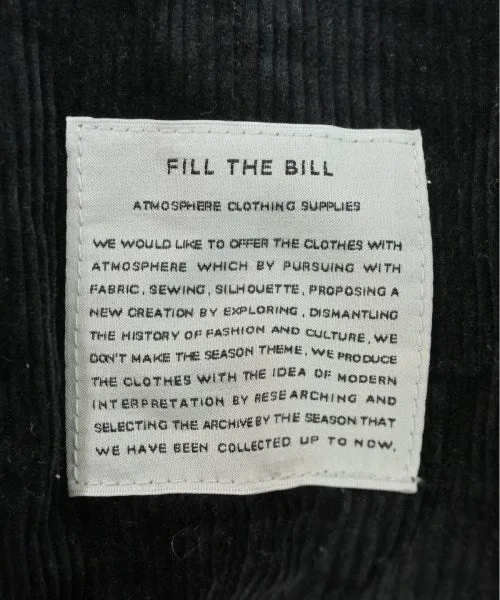 FILL THE BILL
ATMOSPHERE CLOTHING SUPPLIES
WE WOULD LIKE TO OFFER THE CLOTHES WITH
ATMOSPHERE WHICH BY PURSUING WITH
FABRIC, SEWING, SILHOUETTE, PROPOSING A
NEW CREATION BY EXPLORING, DISMANTLING
THE HISTORY OF FASHION AND CULTURE, WE
DON'T MAKE THE SEASON THEME, WE PRODUCE
THE CLOTHES WITH THE IDEA OF MODERN
INTERPRETATION BY RESEARCHING AND
SELECTING THE ARCHIVE BY THE SEASON THAT
WE HAVE BEEN COLLECTED UP TO NOW.